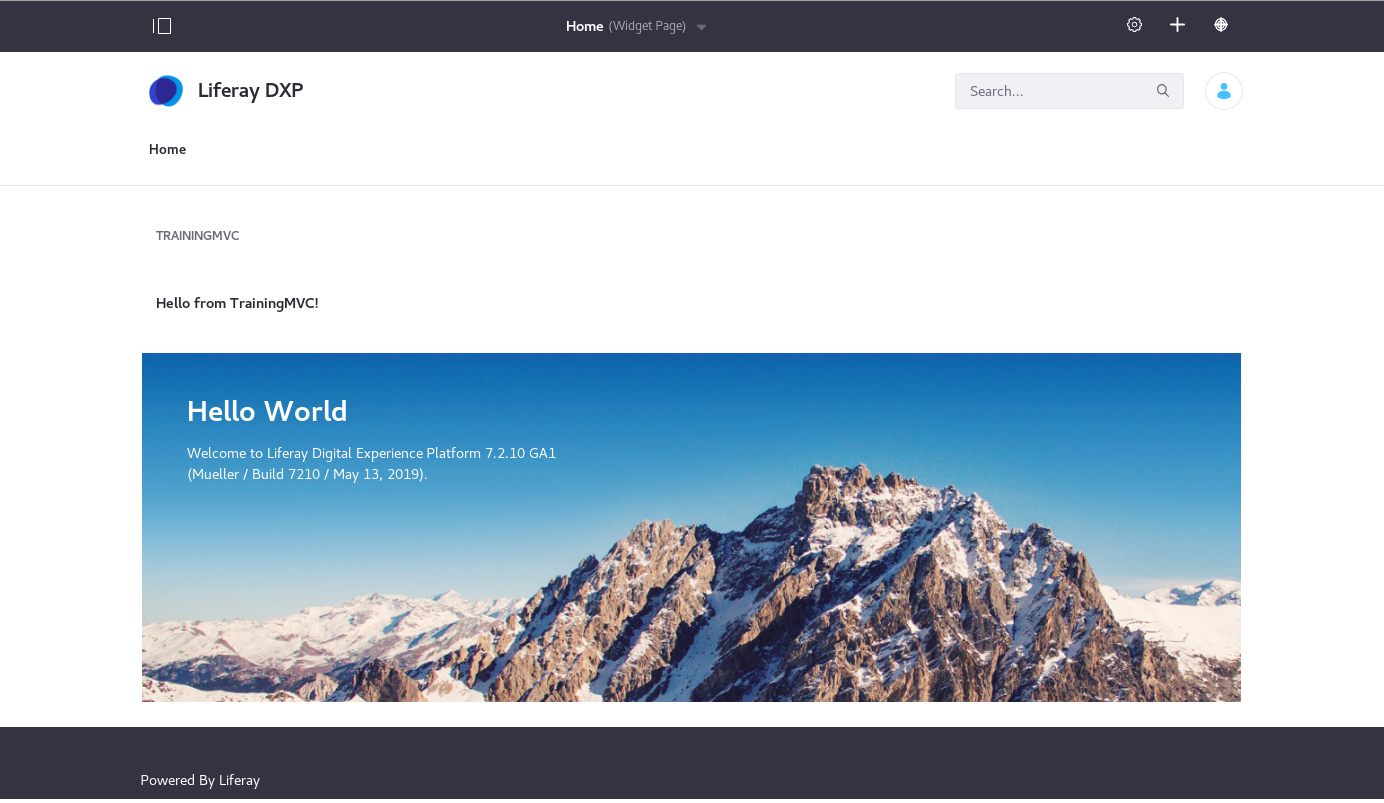 Home (Widget Page)
Liferay DXP
Search...
Home
TRAININGMVC
Hello from TrainingMVC!
Hello World
Welcome to Liferay Digital Experience Platform 7.2.10 GA1
(Mueller / Build 7210 / May 13, 2019).
Powered By Liferay